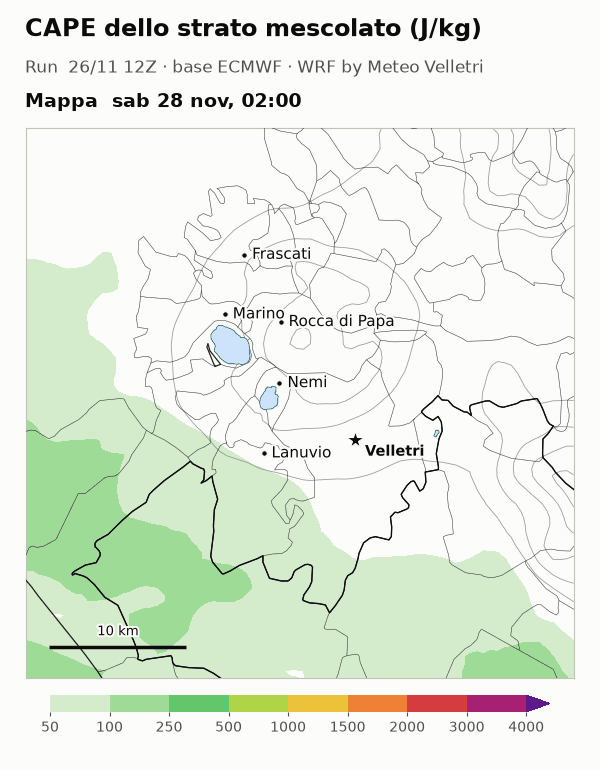 CAPE dello strato mescolato (J/kg)
Run  26/11 12Z · base ECMWF · WRF by Meteo Velletri
Mappa  sab 28 nov, 02:00
Frascati
Marino
Rocca di Papa
Nemi
Velletri
Lanuvio
10 km
50 100 250 500 1000 1500 2000 3000 4000